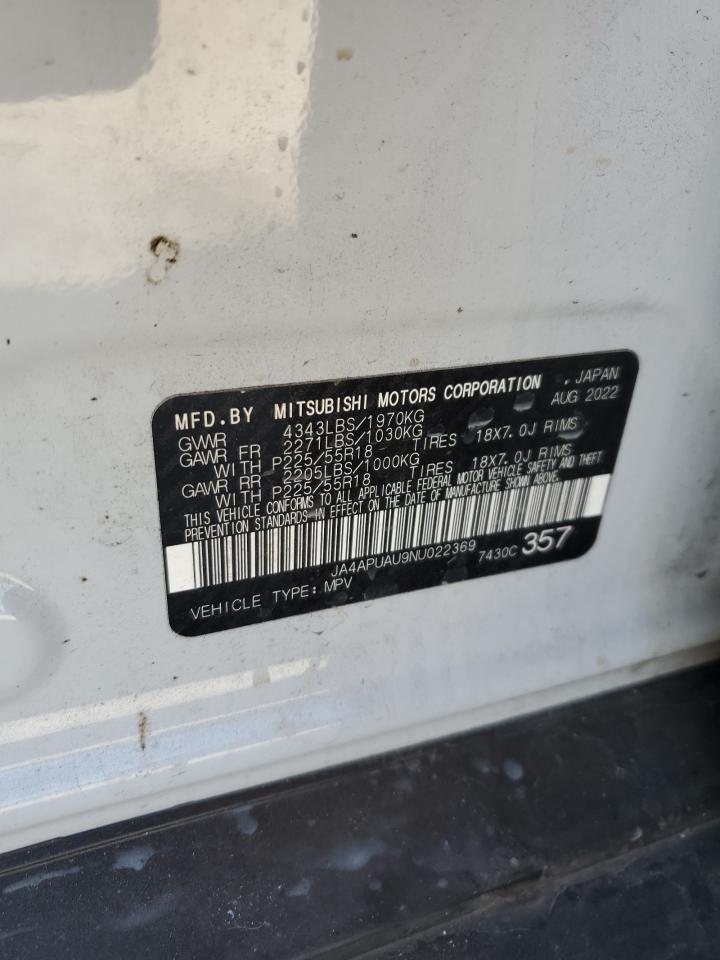 MFD.BY MITSUBISHI MOTORS CORPORATION , JAPAN
AUG 2022
GVWR 4343LBS/1970KG
GAWR FR 2271LBS/1030KG
WITH P225/55R18 TIRES 18X7.0J RIMS
GAWR RR 2205LBS/1000KG
WITH P225/55R18 TIRES 18X7.0J RIMS
THIS VEHICLE CONFORMS TO ALL APPLICABLE FEDERAL MOTOR VEHICLE SAFETY AND THEFT
PREVENTION STANDARDS IN EFFECT ON THE DATE OF MANUFACTURE SHOWN ABOVE.
JA4APUAU9NU022369 7430C 357
VEHICLE TYPE: MPV